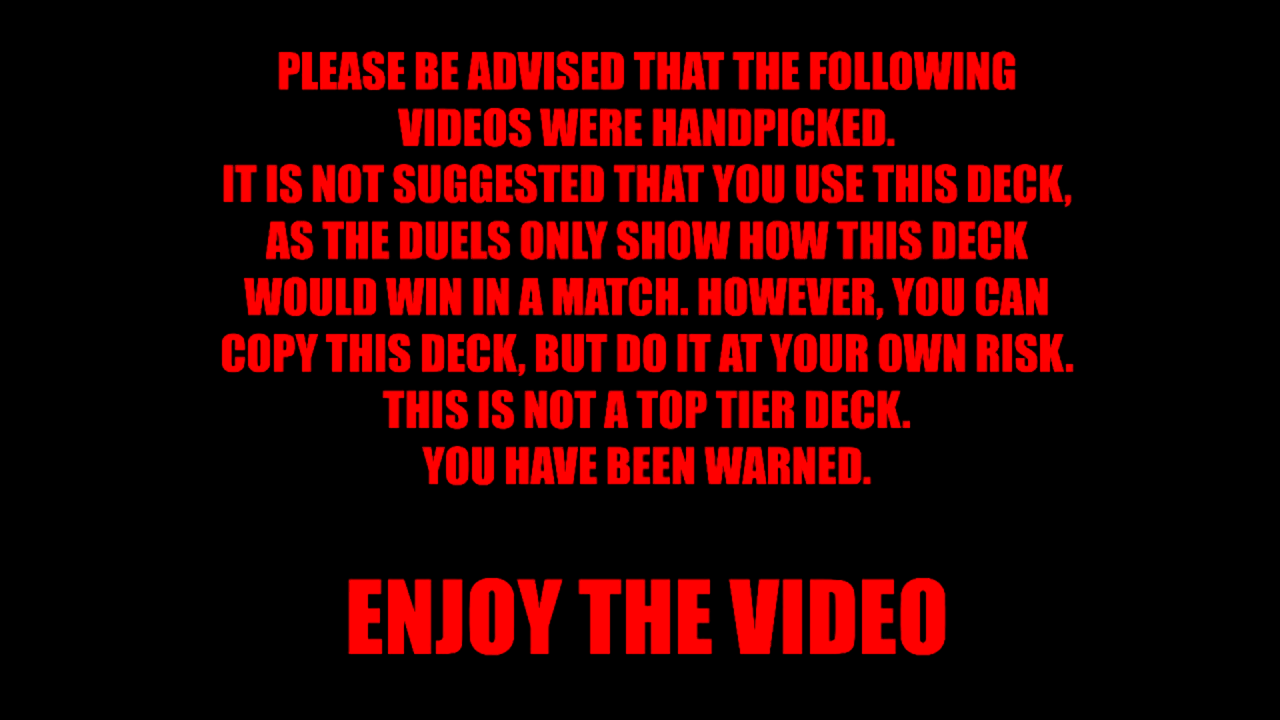 PLEASE BE ADVISED THAT THE FOLLOWING
VIDEOS WERE HANDPICKED.
IT IS NOT SUGGESTED THAT YOU USE THIS DECK,
AS THE DUELS ONLY SHOW HOW THIS DECK
WOULD WIN IN A MATCH. HOWEVER, YOU CAN
COPY THIS DECK, BUT DO IT AT YOUR OWN RISK.
THIS IS NOT A TOP TIER DECK.
YOU HAVE BEEN WARNED.
ENJOY THE VIDEO